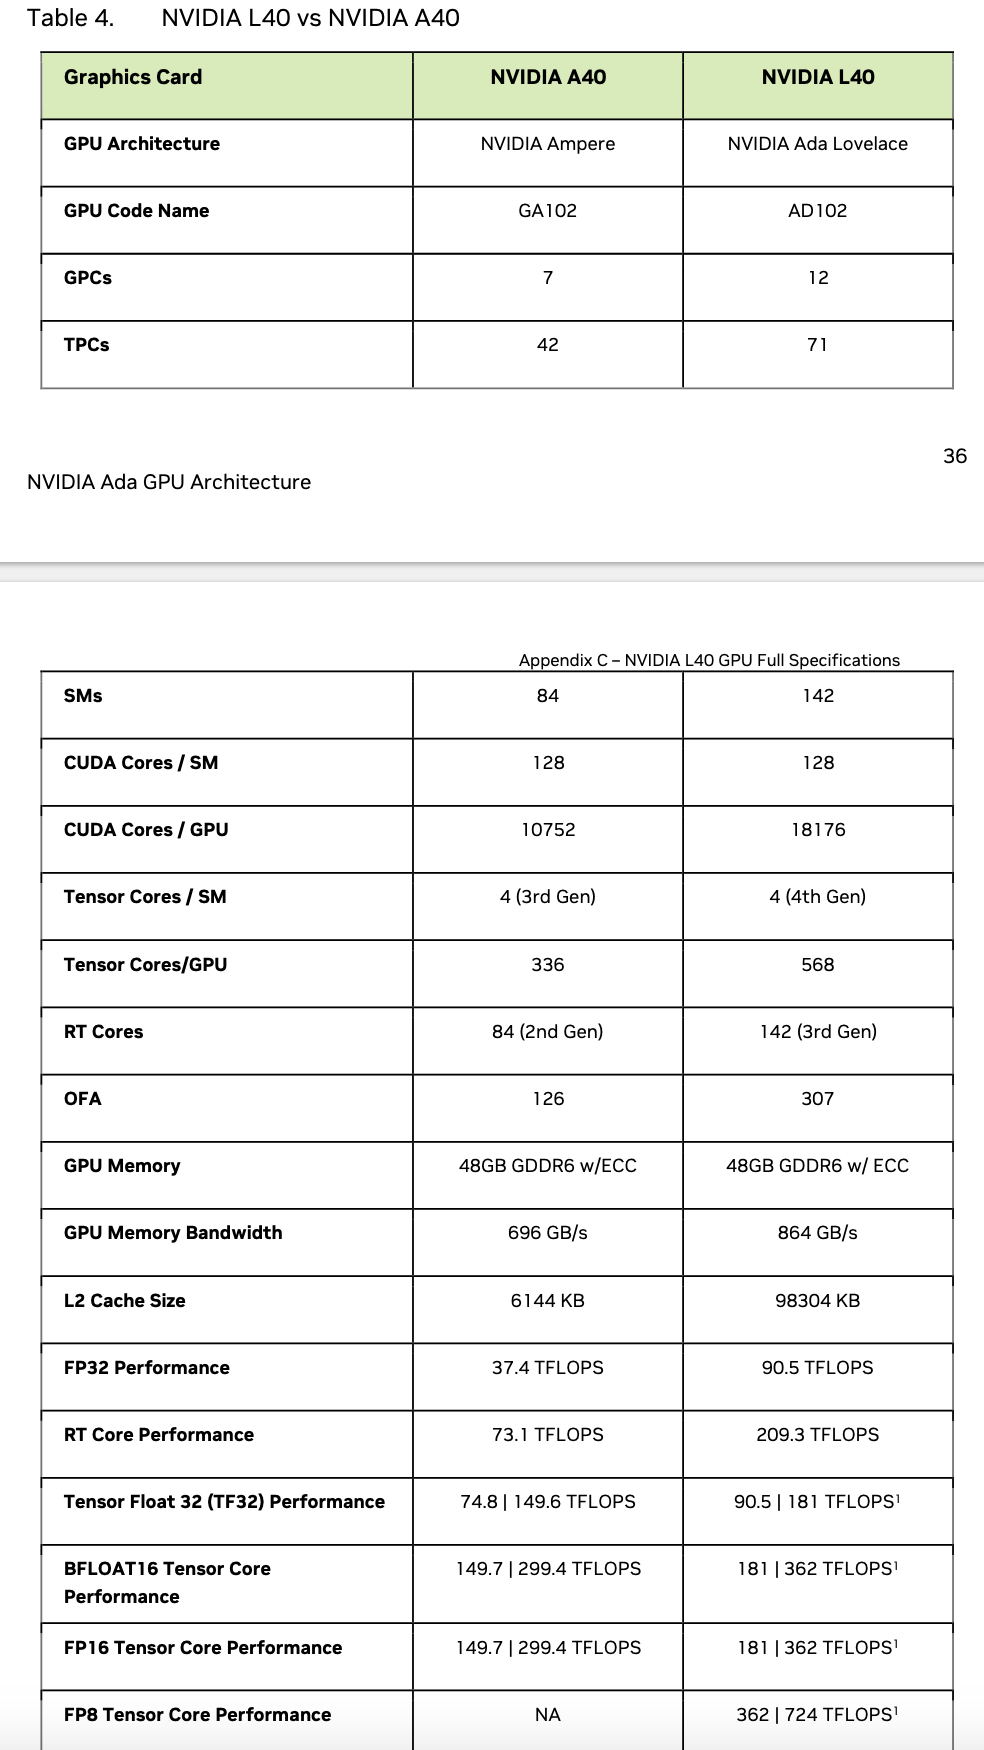 Table 4. NVIDIA L40 vs NVIDIA A40
Graphics Card NVIDIA A40 NVIDIA L40
GPU Architecture NVIDIA Ampere NVIDIA Ada Lovelace
GPU Code Name GA102 AD102
GPCs 7 12
TPCs 42 71
36
NVIDIA Ada GPU Architecture
Appendix C – NVIDIA L40 GPU Full Specifications
SMs 84 142
CUDA Cores / SM 128 128
CUDA Cores / GPU 10752 18176
Tensor Cores / SM 4 (3rd Gen) 4 (4th Gen)
Tensor Cores/GPU 336 568
RT Cores 84 (2nd Gen) 142 (3rd Gen)
OFA 126 307
GPU Memory 48GB GDDR6 w/ECC 48GB GDDR6 w/ ECC
GPU Memory Bandwidth 696 GB/s 864 GB/s
L2 Cache Size 6144 KB 98304 KB
FP32 Performance 37.4 TFLOPS 90.5 TFLOPS
RT Core Performance 73.1 TFLOPS 209.3 TFLOPS
Tensor Float 32 (TF32) Performance 74.8 | 149.6 TFLOPS 90.5 | 181 TFLOPS¹
BFLOAT16 Tensor Core 149.7 | 299.4 TFLOPS 181 | 362 TFLOPS¹
Performance
FP16 Tensor Core Performance 149.7 | 299.4 TFLOPS 181 | 362 TFLOPS¹
FP8 Tensor Core Performance NA 362 | 724 TFLOPS¹